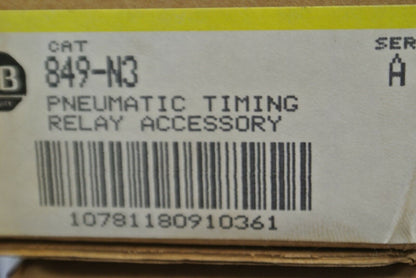 CAT
SER
849-N3
A
B
PNEUMATIC TIMING
RELAY ACCESSORY
10781180910361